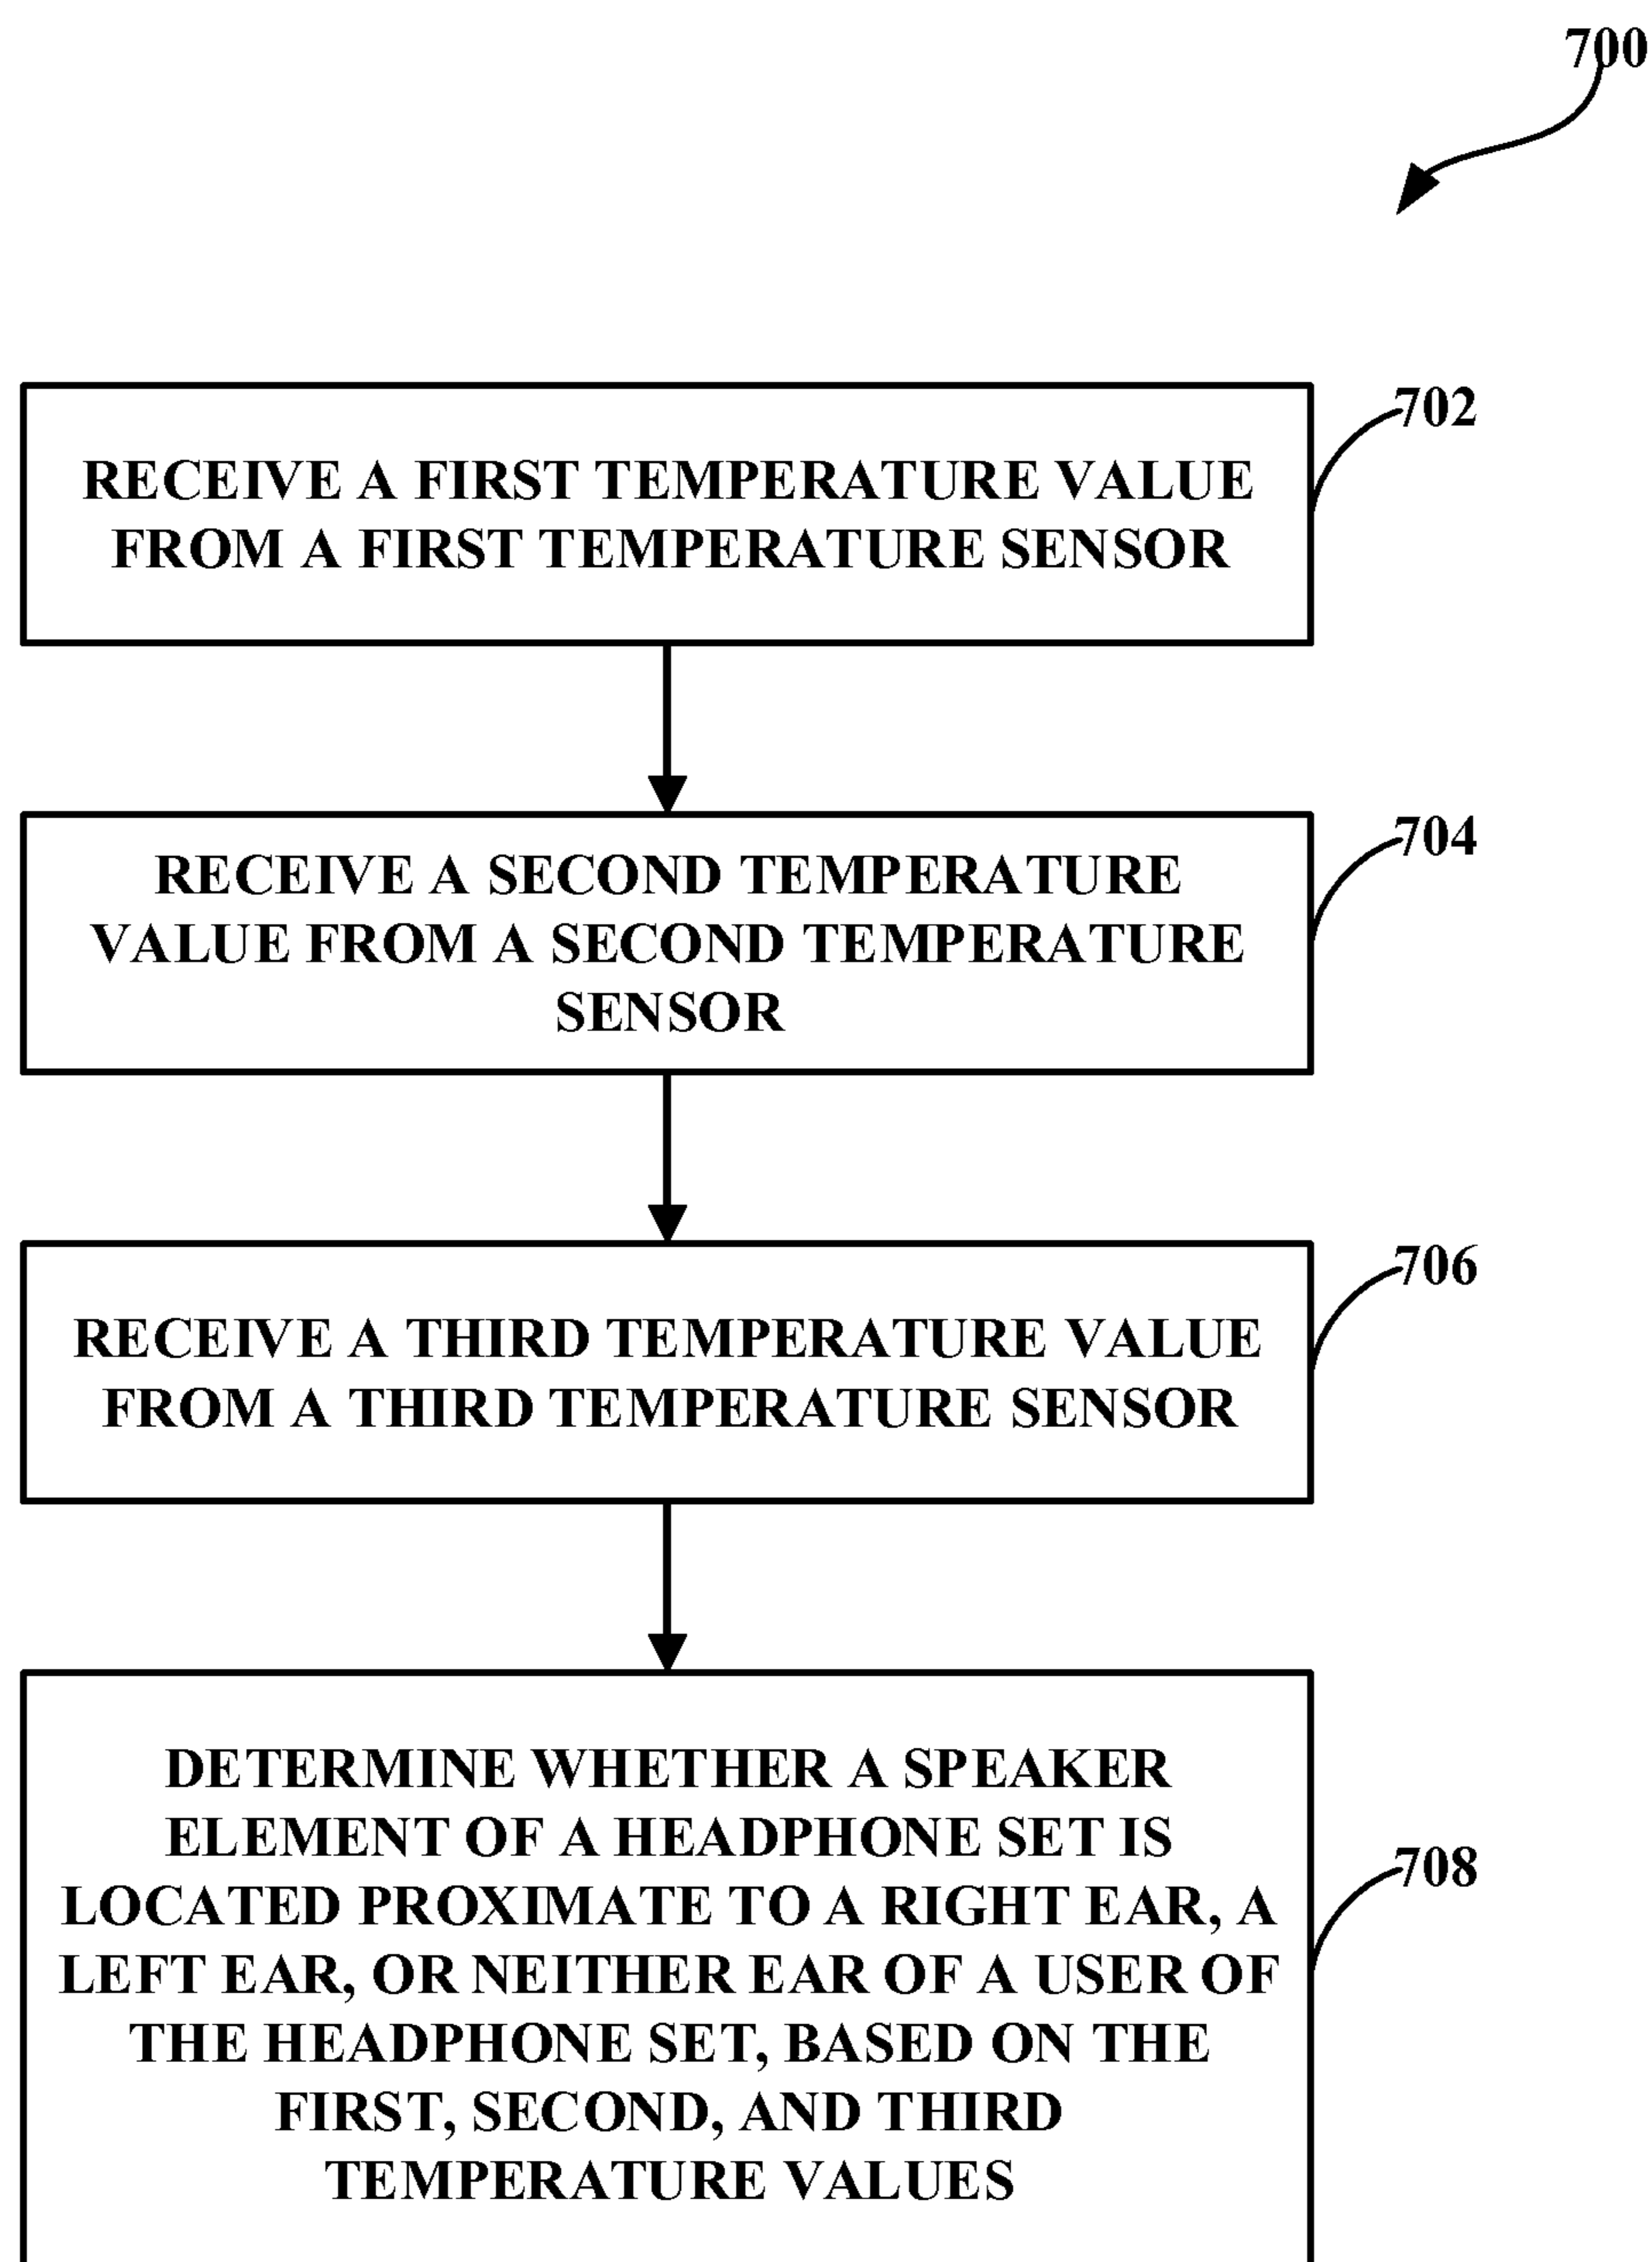 700
702
RECEIVE A FIRST TEMPERATURE VALUE
FROM A FIRST TEMPERATURE SENSOR
704
RECEIVE A SECOND TEMPERATURE
VALUE FROM A SECOND TEMPERATURE
SENSOR
706
RECEIVE A THIRD TEMPERATURE VALUE
FROM A THIRD TEMPERATURE SENSOR
708
DETERMINE WHETHER A SPEAKER
ELEMENT OF A HEADPHONE SET IS
LOCATED PROXIMATE TO A RIGHT EAR, A
LEFT EAR, OR NEITHER EAR OF A USER OF
THE HEADPHONE SET, BASED ON THE
FIRST, SECOND, AND THIRD
TEMPERATURE VALUES